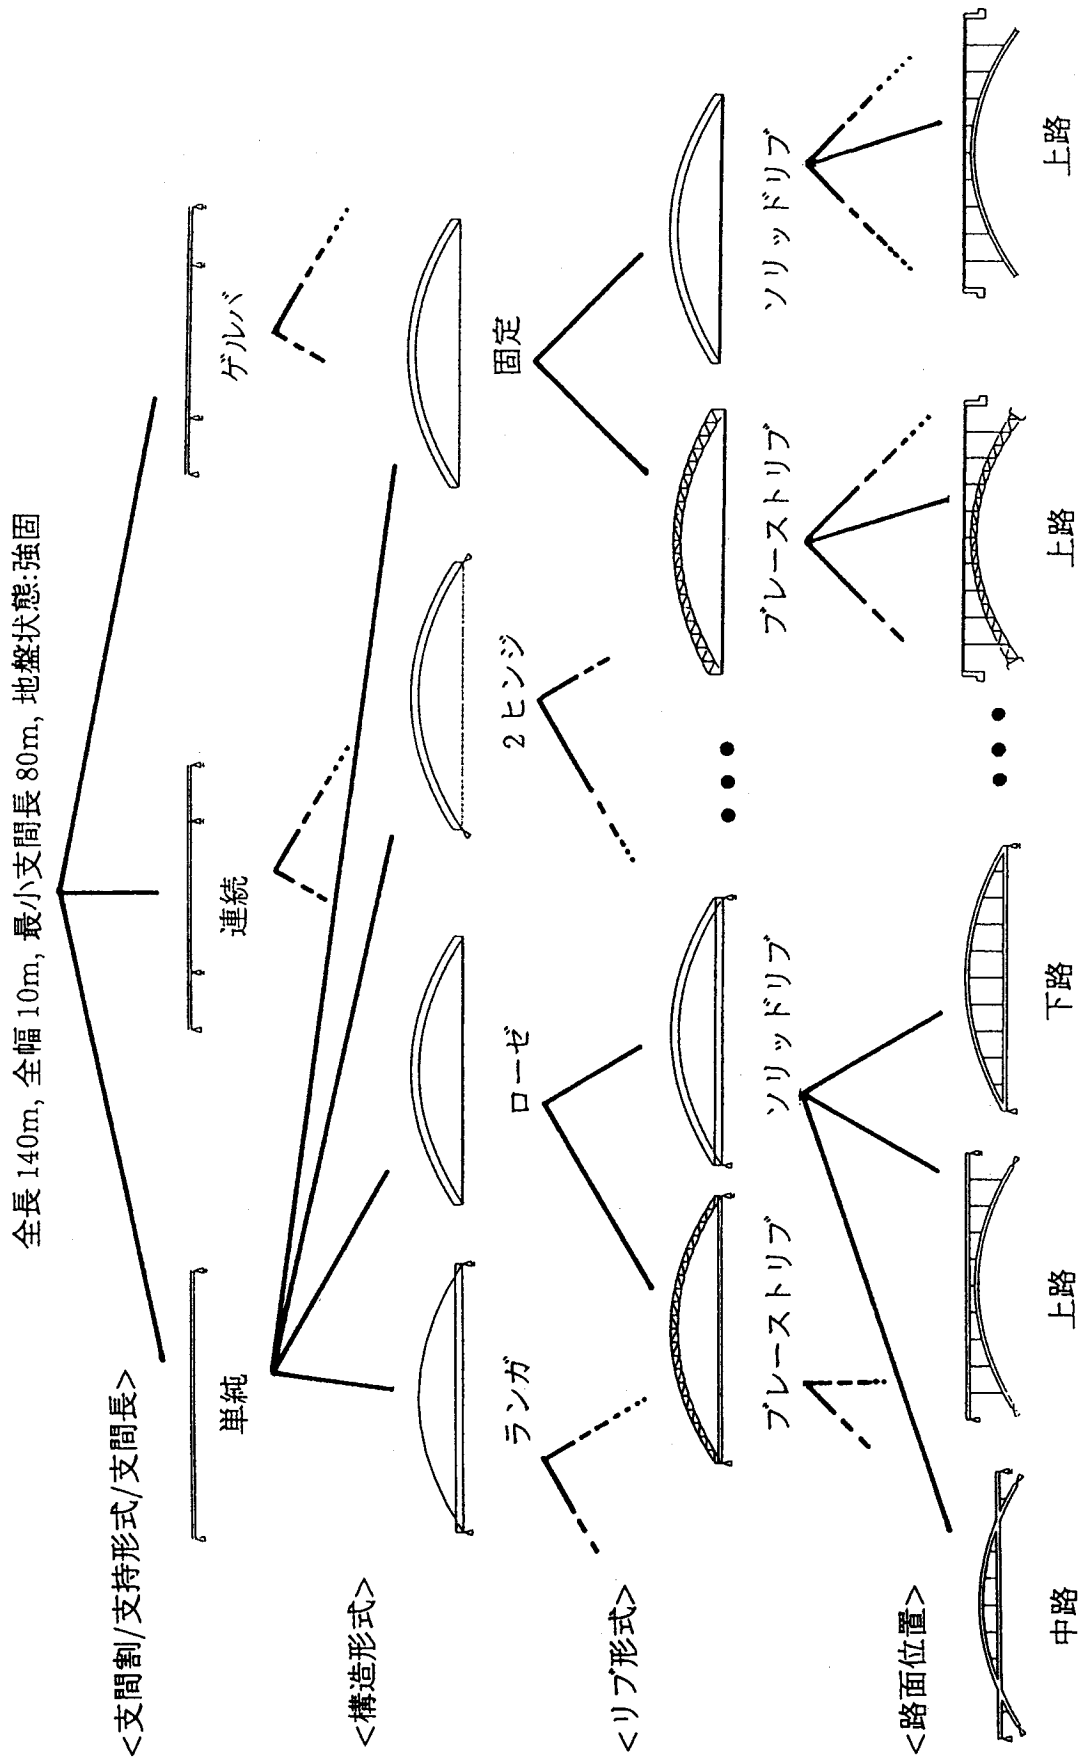 全長 140m, 全幅 10m, 最小支間長 80m, 地盤状態:強固
<支間割/支持形式/支間長>
単純
連続
ゲルバ
<構造形式>
ランガ
ローゼ
2ヒンジ
固定
<リブ形式>
ブレーストリブ
ソリッドリブ
ブレーストリブ
ソリッドリブ
<路面位置>
中路
上路
下路
上路
上路